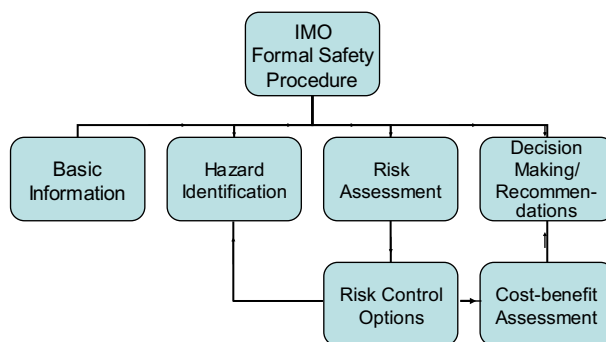 IMO
Formal Safety
Procedure
Basic
Information
Hazard
Identification
Risk
Assessment
Decision
Making/
Recommen-
dations
Risk Control
Options
Cost-benefit
Assessment